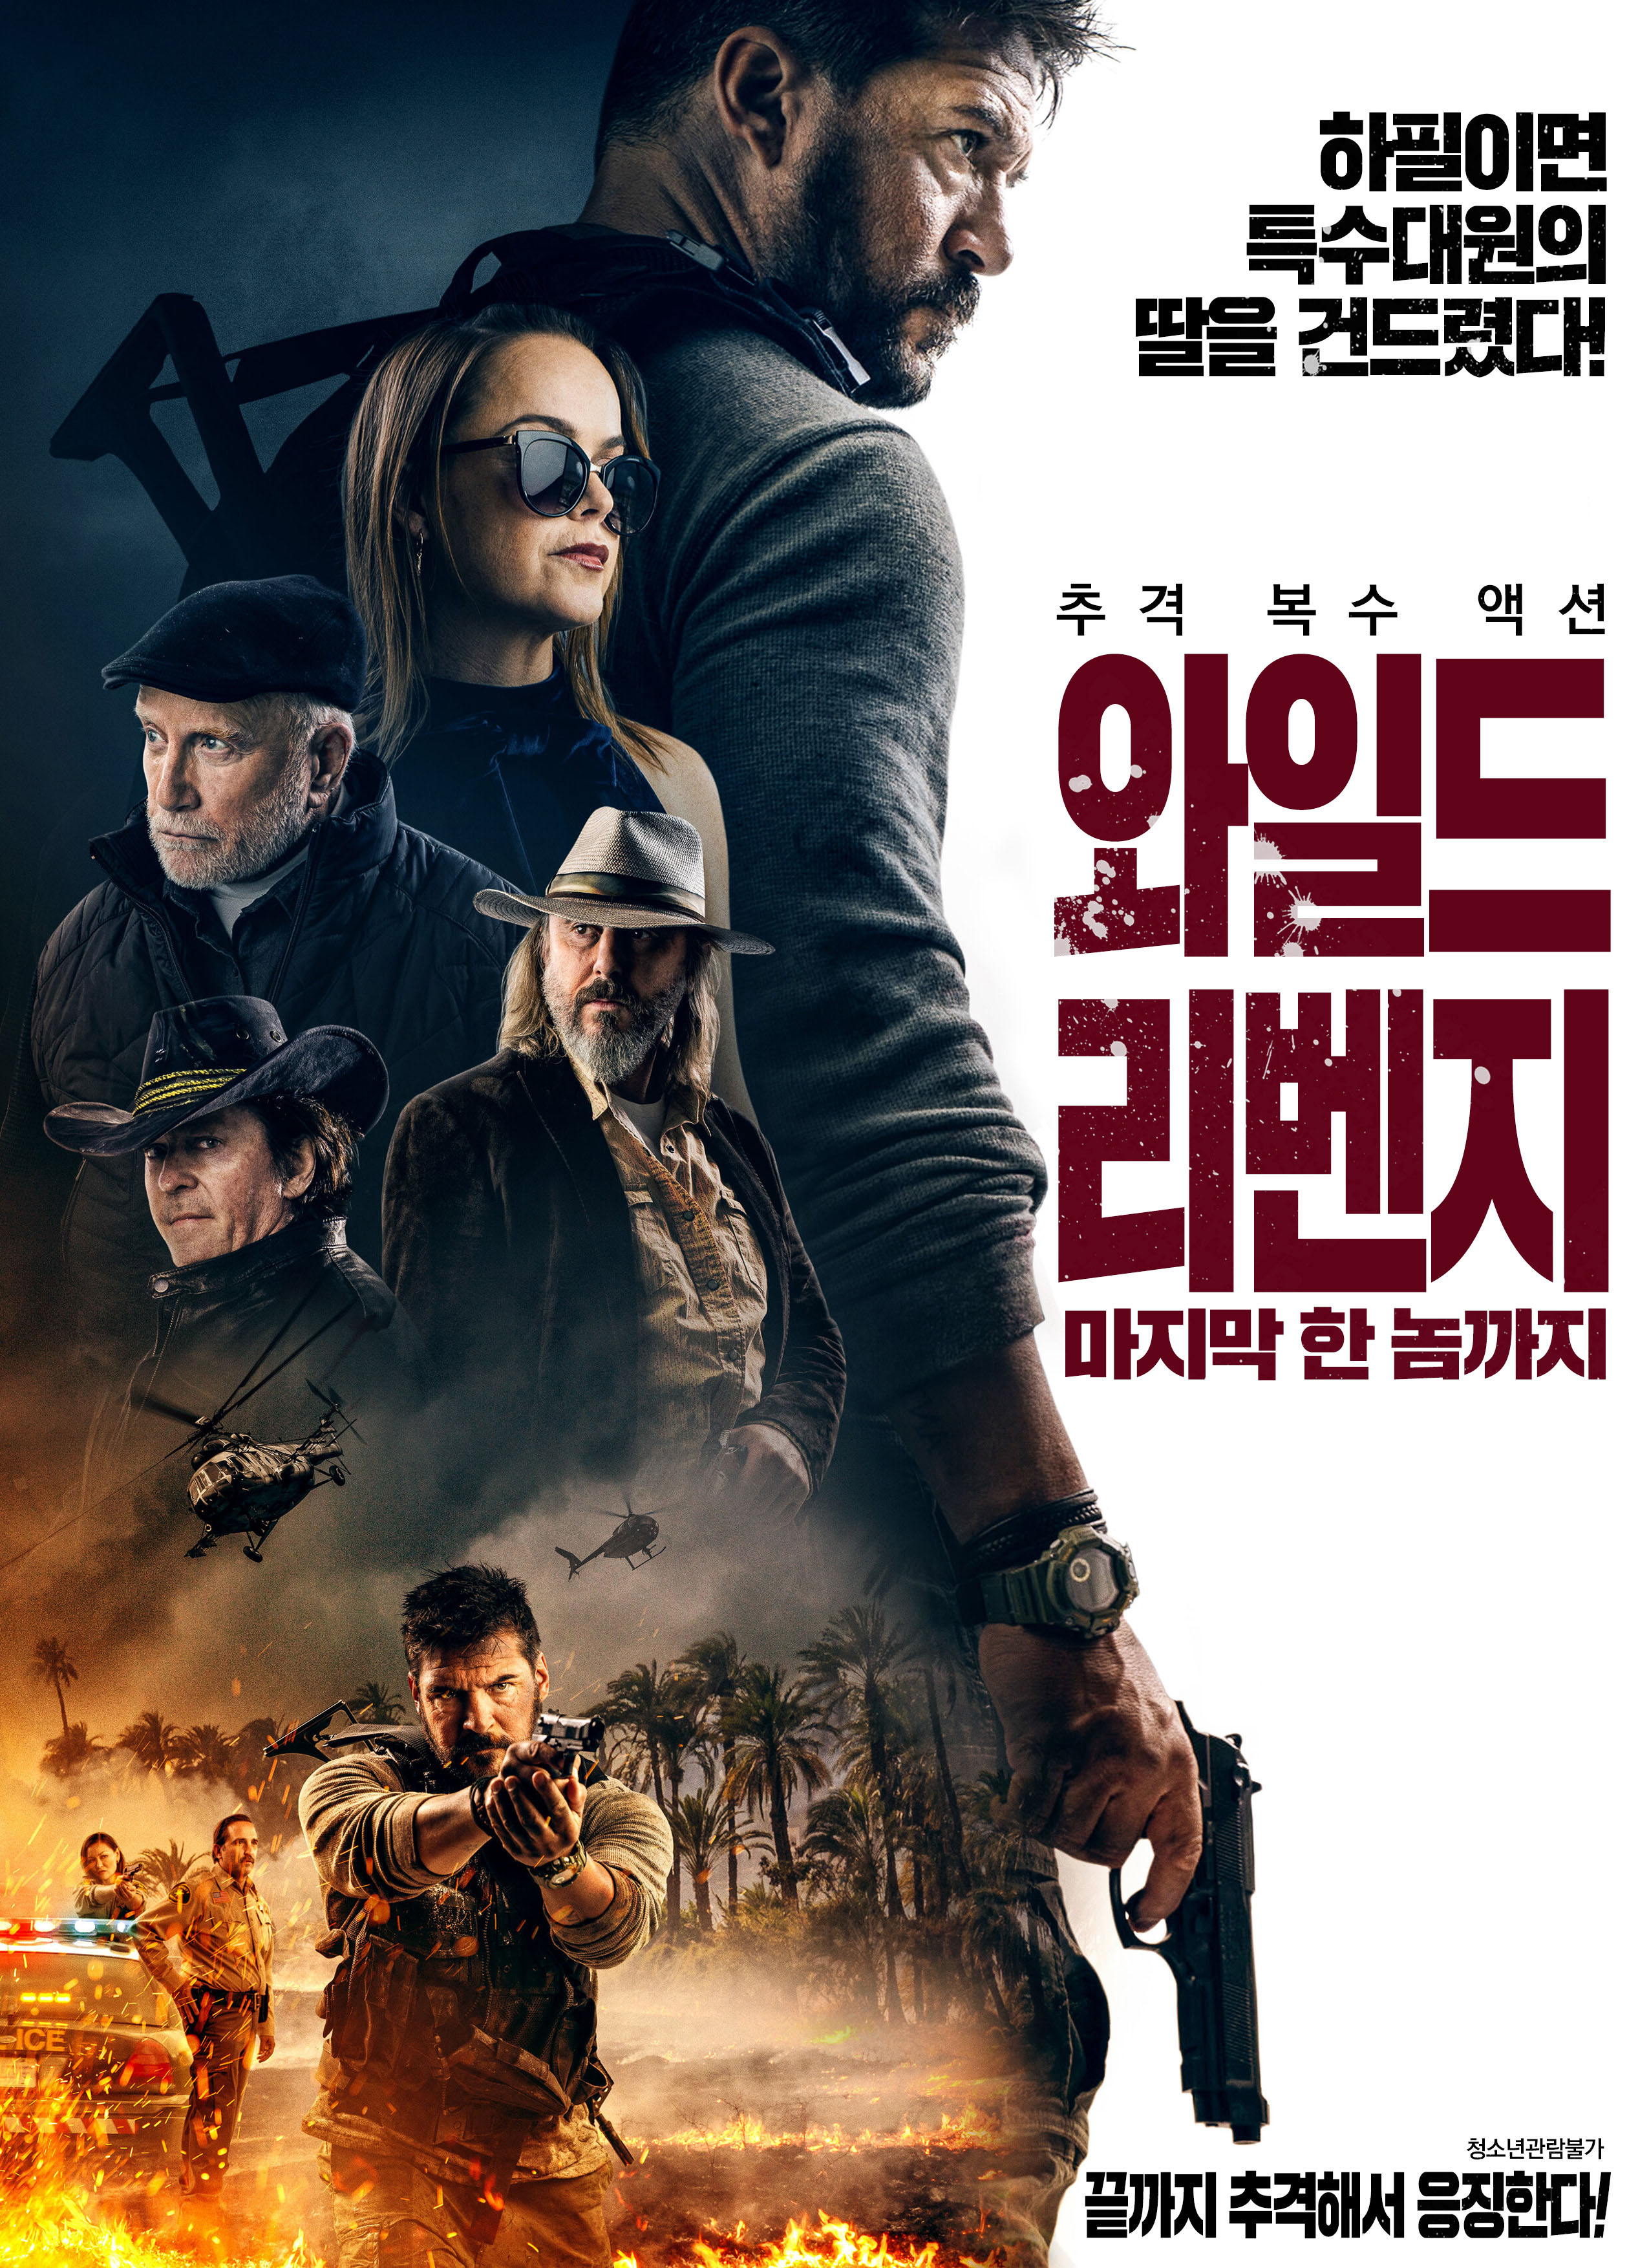 하필이면
특수대원의
딸을 건드렸다!
추격 복수 액션
와일드
리벤지
마지막 한 놈까지
ICE
청소년관람불가
끝까지 추격해서 응징한다!